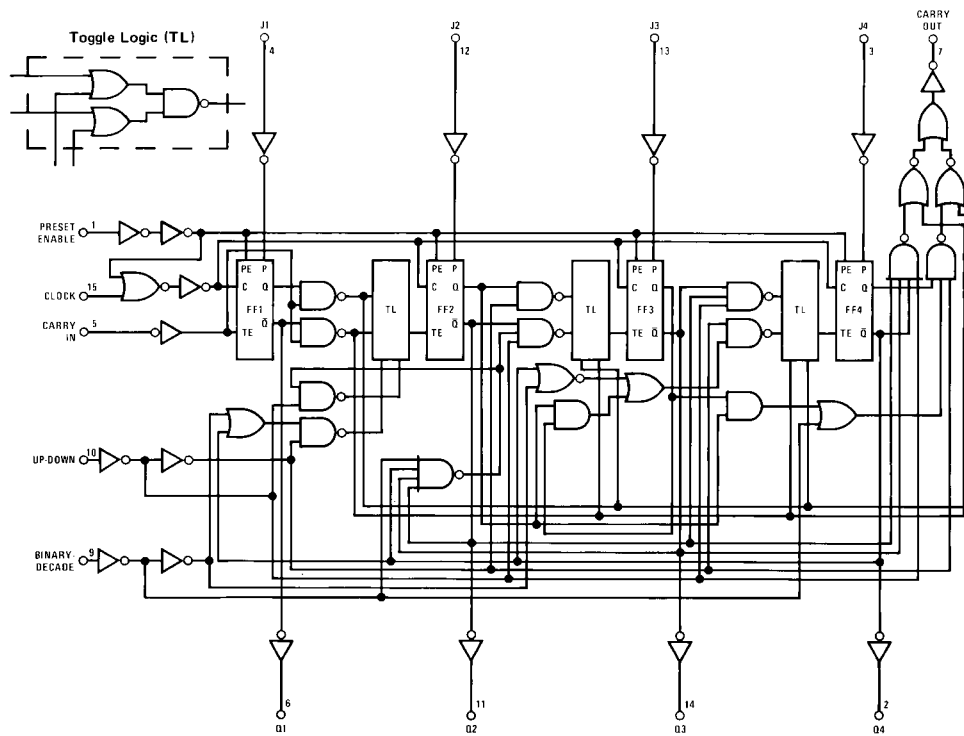 Toggle Logic (TL)
J1
4
J2
12
J3
13
J4
3
CARRY
OUT
7
PRESET
ENABLE
1
CLOCK
15
CARRY
IN
5
PE P
C Q
FF1
TE Q̅
TL
PE P
C Q
FF2
TE Q̅
TL
PE P
C Q
FF3
TE Q̅
TL
PE P
C Q
FF4
TE Q̅
UP-DOWN
10
BINARY-
DECADE
9
6
Q1
11
Q2
14
Q3
2
Q4